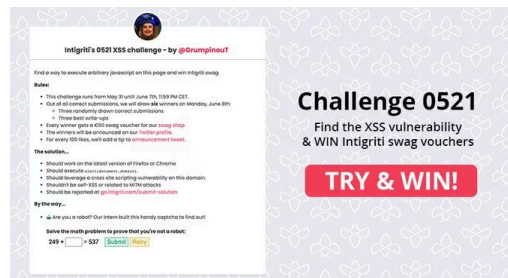 Intigriti's 0521 XSS challenge - by @GrumpinouT
Find a way to execute arbitrary javascript on this page and win Intigriti swag.
Rules:
This challenge runs from May 31 until June 7th, 11:59 PM CET.
Out of all correct submissions, we will draw six winners on Monday, June 8th:
Three randomly drawn correct submissions
Three best write-ups
Every winner gets a €50 swag voucher for our swag shop
The winners will be announced on our Twitter profile.
For every 100 likes, we'll add a tip to announcement tweet.
The solution...
Should work on the latest version of Firefox or Chrome
Should execute alert(document.domain).
Should leverage a cross site scripting vulnerability on this domain.
Shouldn't be self-XSS or related to MiTM attacks
Should be reported at go.intigriti.com/submit-solution
By the way...
Are you a robot? Our intern built this handy captcha to find out!
Solve the math problem to prove that you're not a robot:
249 + = 537 Submit Retry
Challenge 0521
Find the XSS vulnerability
& WIN Intigriti swag vouchers
TRY & WIN!